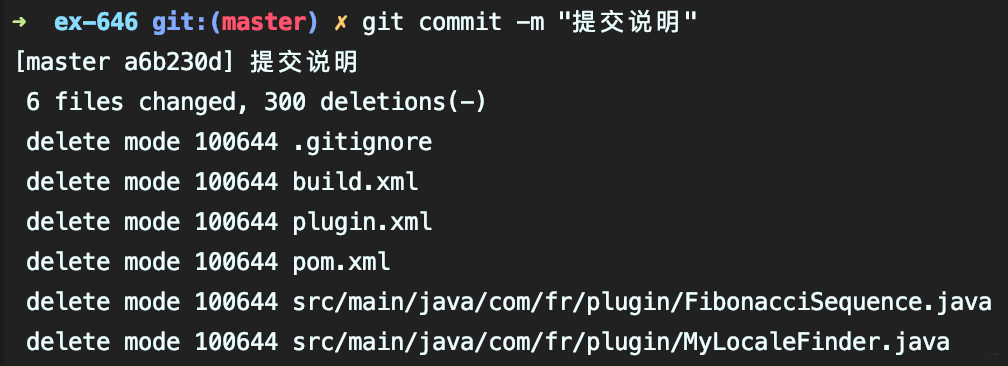 ➜  ex-646 git:(master) ✗ git commit -m "提交说明"
[master a6b230d] 提交说明
 6 files changed, 300 deletions(-)
 delete mode 100644 .gitignore
 delete mode 100644 build.xml
 delete mode 100644 plugin.xml
 delete mode 100644 pom.xml
 delete mode 100644 src/main/java/com/fr/plugin/FibonacciSequence.java
 delete mode 100644 src/main/java/com/fr/plugin/MyLocaleFinder.java